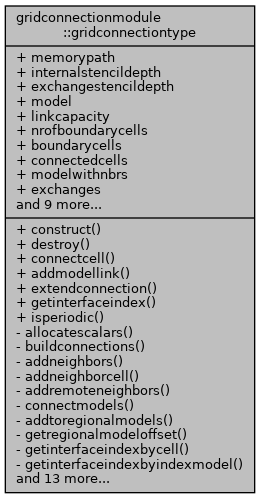 gridconnectionmodule
::gridconnectiontype
+ memorypath
+ internalstencildepth
+ exchangestencildepth
+ model
+ linkcapacity
+ nrofboundarycells
+ boundarycells
+ connectedcells
+ modelwithnbrs
+ exchanges
and 9 more...
+ construct()
+ destroy()
+ connectcell()
+ addmodellink()
+ extendconnection()
+ getinterfaceindex()
+ isperiodic()
- allocatescalars()
- buildconnections()
- addneighbors()
- addneighborcell()
- addremoteneighbors()
- connectmodels()
- addtoregionalmodels()
- getregionalmodeloffset()
- getinterfaceindexbycell()
- getinterfaceindexbyindexmodel()
and 13 more...